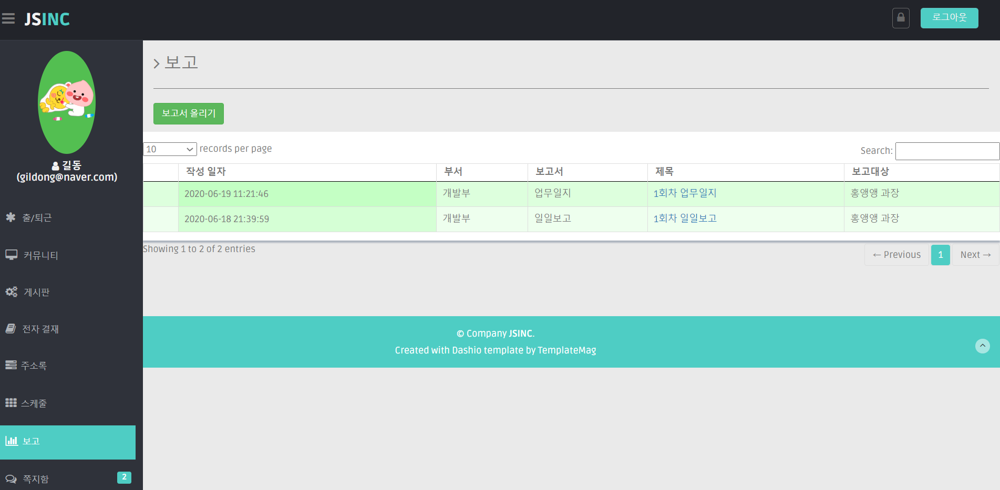 JSINC
로그아웃
길동
(gildong@naver.com)
출/퇴근
커뮤니티
게시판
전자 결재
주소록
스케줄
보고
쪽지함 2
보고
보고서 올리기
10 records per page Search:
작성 일자 부서 보고서 제목 보고대상
2020-06-19 11:21:46 개발부 업무일지 1회차 업무일지 홍앵앵 과장
2020-06-18 21:39:59 개발부 일일보고 1회차 일일보고 홍앵앵 과장
Showing 1 to 2 of 2 entries ← Previous 1 Next →
© Company JSINC.
Created with Dashio template by TemplateMag